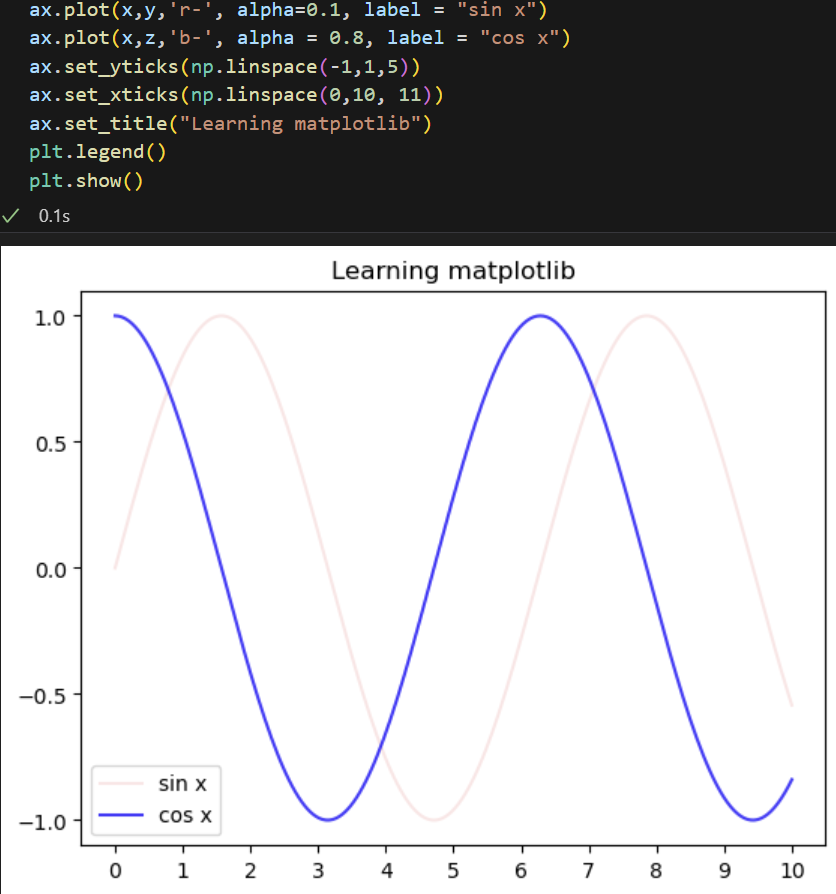 ax.plot(x,y,'r-', alpha=0.1, label = "sin x")
ax.plot(x,z,'b-', alpha = 0.8, label = "cos x")
ax.set_yticks(np.linspace(-1,1,5))
ax.set_xticks(np.linspace(0,10, 11))
ax.set_title("Learning matplotlib")
plt.legend()
plt.show()
0.1s
Learning matplotlib
1.0
0.5
0.0
−0.5
−1.0
sin x
cos x
0 1 2 3 4 5 6 7 8 9 10